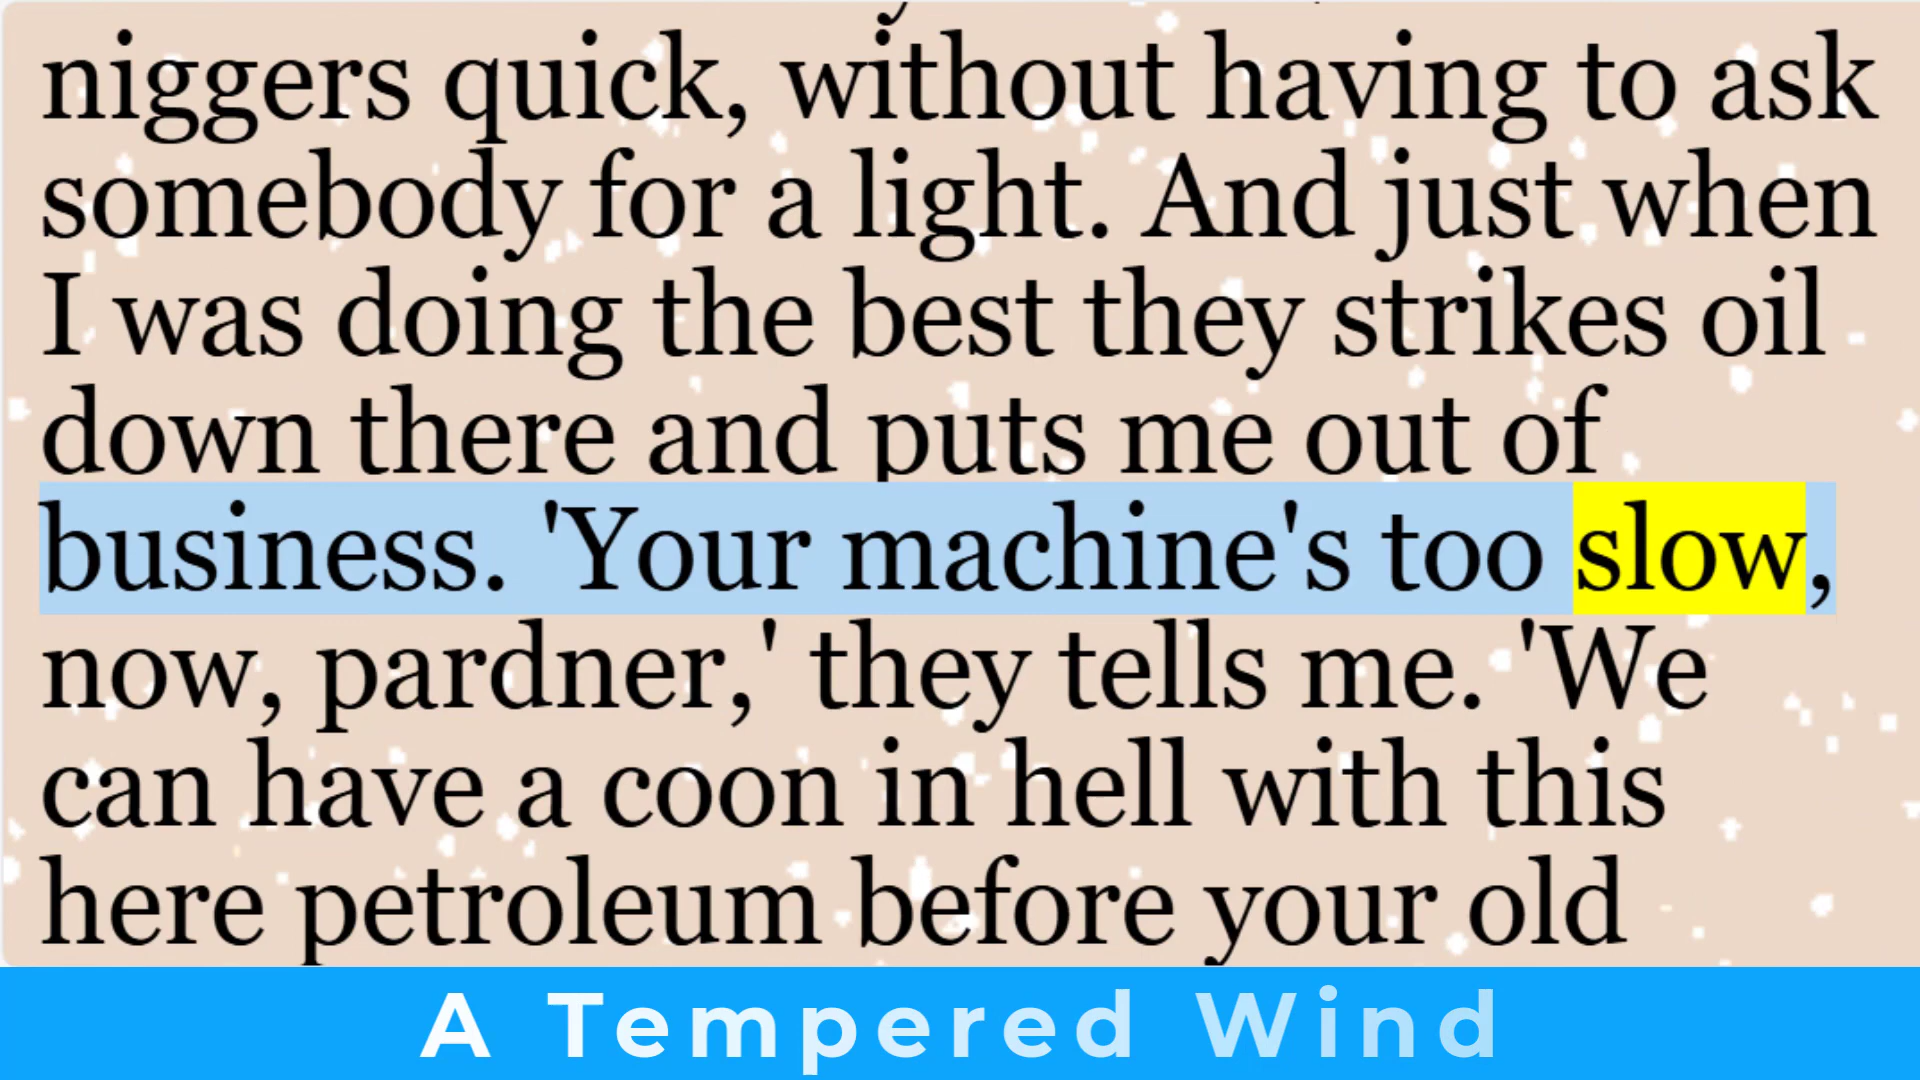 niggers quick, without having to ask
somebody for a light. And just when
I was doing the best they strikes oil
down there and puts me out of
business. 'Your machine's too slow,
now, pardner,' they tells me. 'We
can have a coon in hell with this
here petroleum before your old
A Tempered Wind